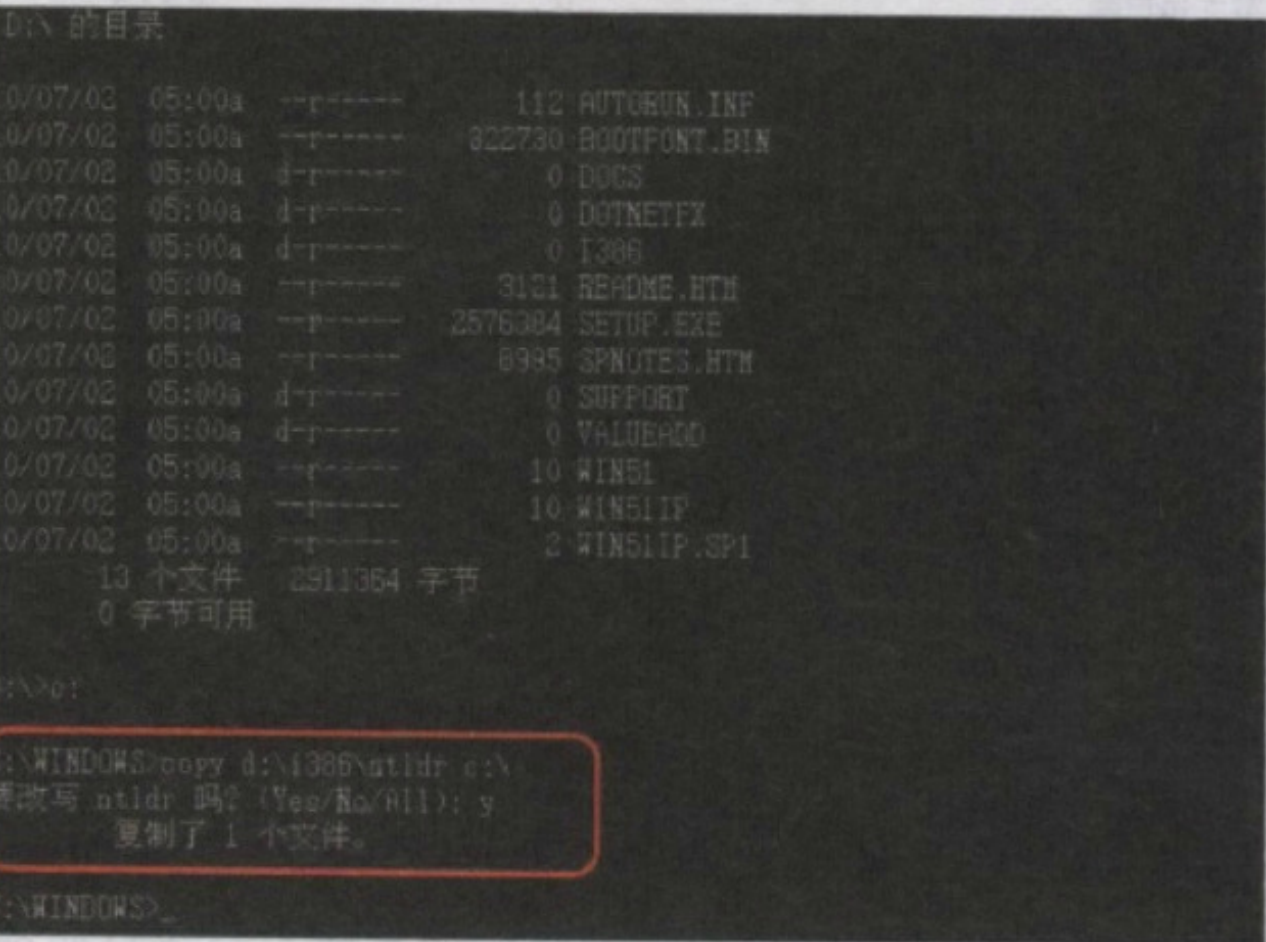 D:\ 的目录
0/07/02 05:00a --r----- 112 AUTORUN.INF
0/07/02 05:00a --r----- 322730 BOOTFONT.BIN
0/07/02 05:00a d-r----- 0 DOCS
0/07/02 05:00a d-r----- 0 DOTNETFX
0/07/02 05:00a d-r----- 0 I386
0/07/02 05:00a --r----- 3121 README.HTM
0/07/02 05:00a --r----- SETUP.EXE
0/07/02 05:00a --r----- SPNOTES.HTM
0/07/02 05:00a d-r----- 0 SUPPORT
0/07/02 05:00a d-r----- 0 VALUEADD
0/07/02 05:00a --r----- 10 WIN51
0/07/02 05:00a --r----- 10 WIN51IP
0/07/02 05:00a --r----- 2 WIN51IP.SP1
13 个文件 2911364 字节
0 字节可用
:\>c:
:\WINDOWS>copy d:\i386\ntldr c:\
要改写 ntldr 吗? (Yes/No/All): y
复制了 1 个文件。
:\WINDOWS>_